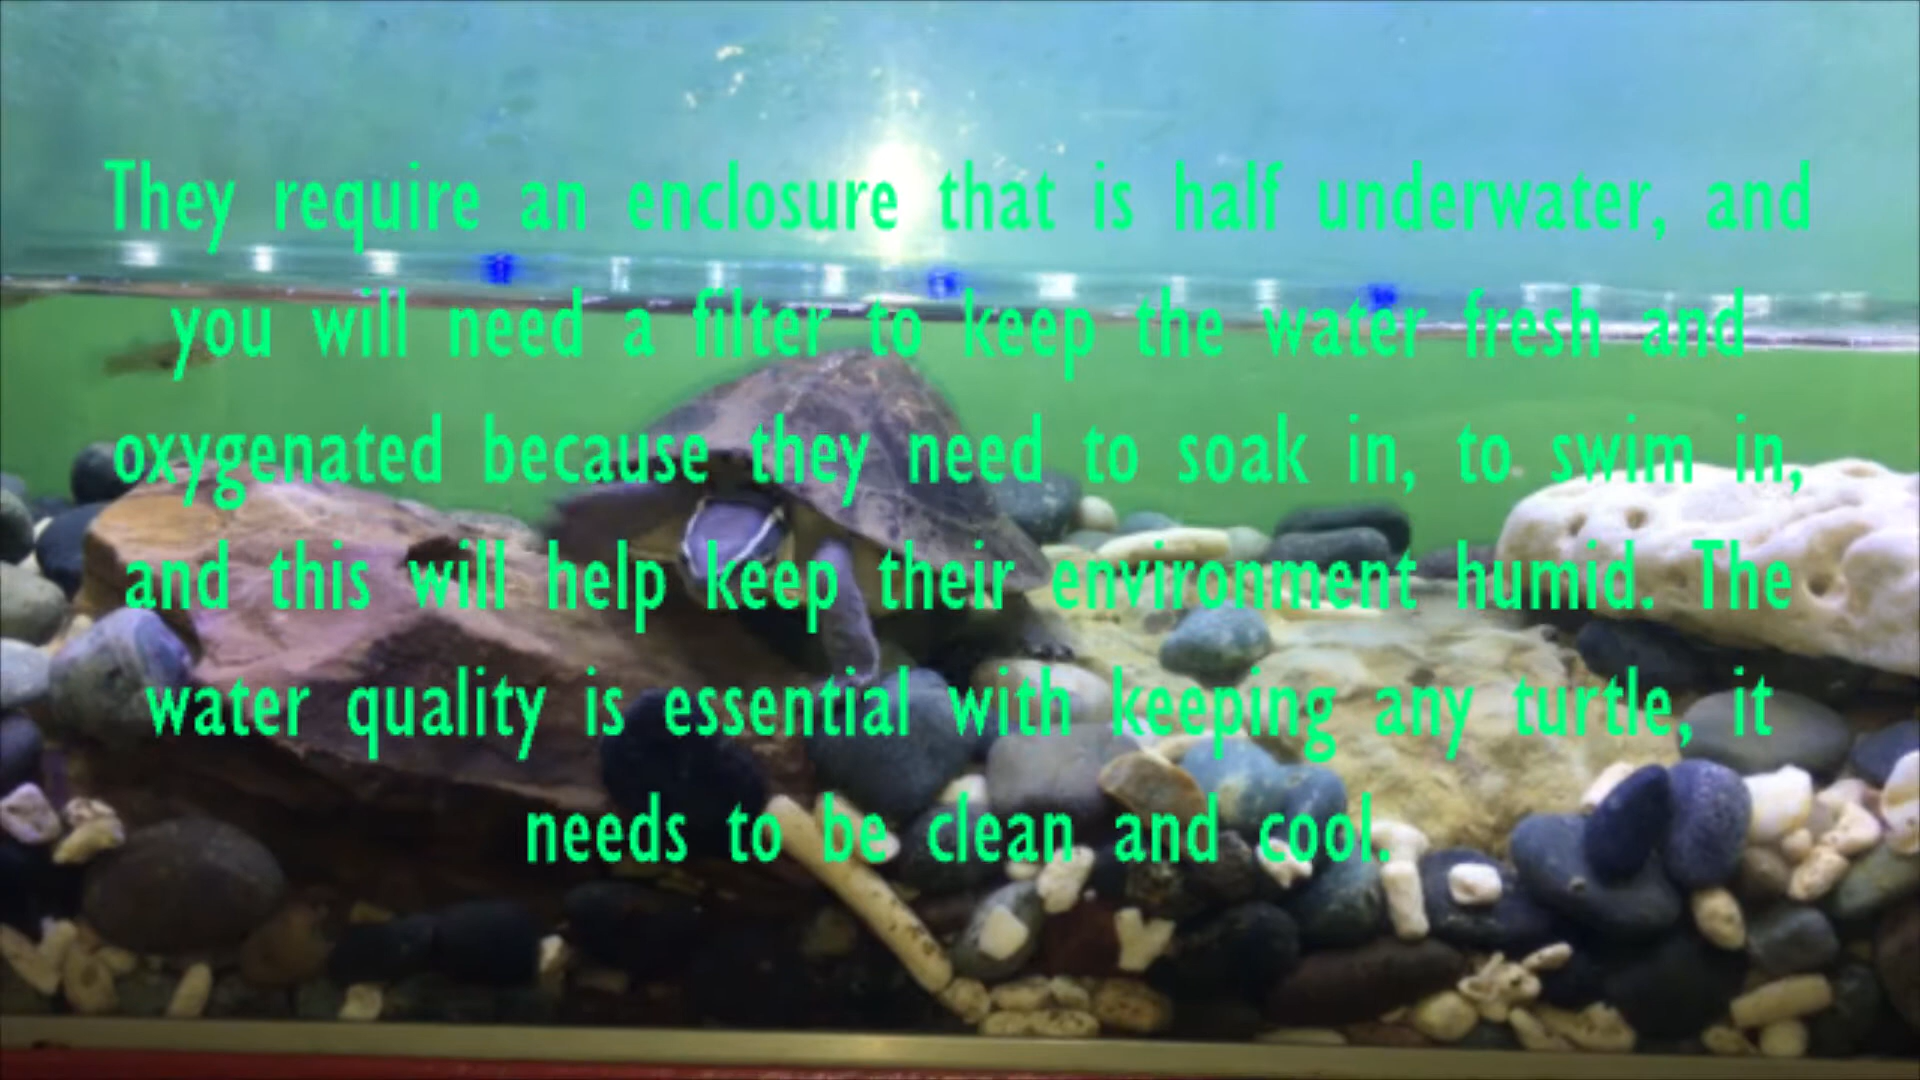 They require an enclosure that is half underwater, and
you will need a filter to keep the water fresh and
oxygenated because they need to soak in, to swim in,
and this will help keep their environment humid. The
water quality is essential with keeping any turtle, it
needs to be clean and cool.